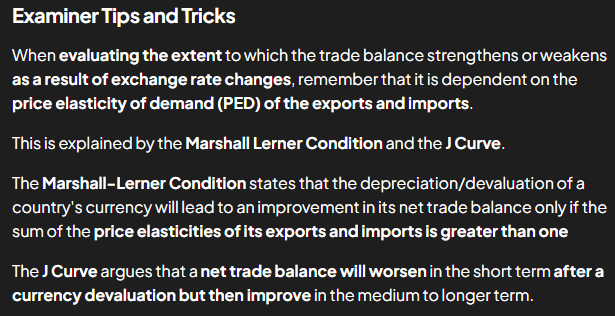 Examiner Tips and Tricks
When evaluating the extent to which the trade balance strengthens or weakens
as a result of exchange rate changes, remember that it is dependent on the
price elasticity of demand (PED) of the exports and imports.
This is explained by the Marshall Lerner Condition and the J Curve.
The Marshall-Lerner Condition states that the depreciation/devaluation of a
country's currency will lead to an improvement in its net trade balance only if the
sum of the price elasticities of its exports and imports is greater than one
The J Curve argues that a net trade balance will worsen in the short term after a
currency devaluation but then improve in the medium to longer term.